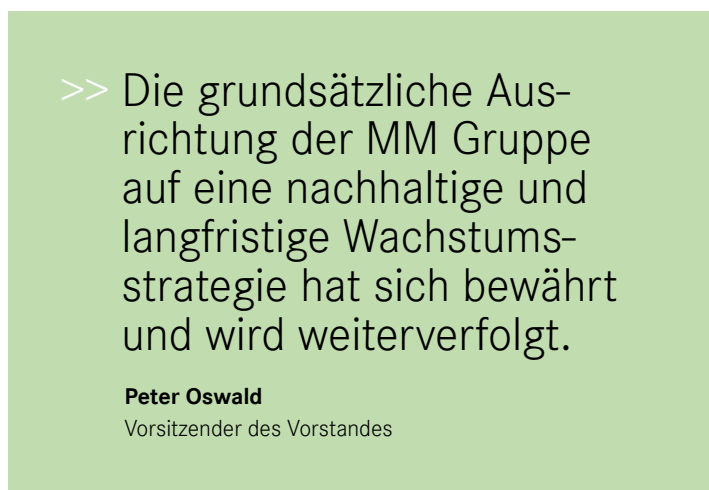 >> Die grundsätzliche Aus-
richtung der MM Gruppe
auf eine nachhaltige und
langfristige Wachstums-
strategie hat sich bewährt
und wird weiterverfolgt.
Peter Oswald
Vorsitzender des Vorstandes